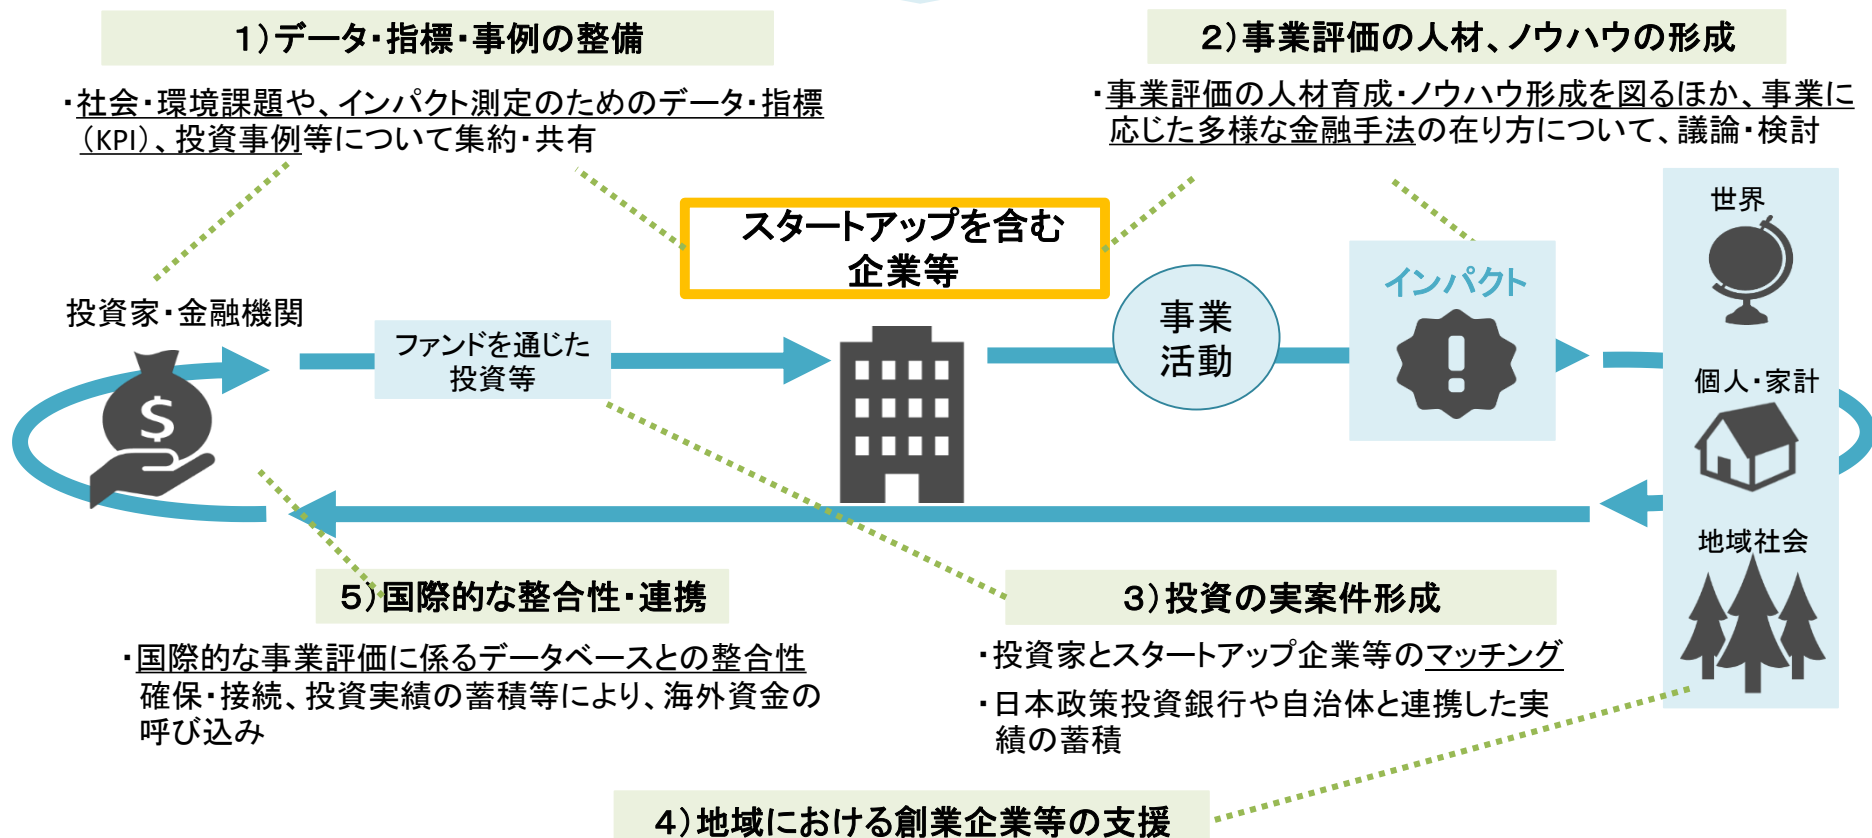 1)データ・指標・事例の整備
・社会・環境課題や、インパクト測定のためのデータ・指標
(KPI)、投資事例等について集約・共有
2)事業評価の人材、ノウハウの形成
・事業評価の人材育成・ノウハウ形成を図るほか、事業に
応じた多様な金融手法の在り方について、議論・検討
スタートアップを含む
企業等
投資家・金融機関
$
ファンドを通じた
投資等
事業
活動
インパクト
!
世界
個人・家計
地域社会
5)国際的な整合性・連携
・国際的な事業評価に係るデータベースとの整合性
確保・接続、投資実績の蓄積等により、海外資金の
呼び込み
3)投資の実案件形成
・投資家とスタートアップ企業等のマッチング
・日本政策投資銀行や自治体と連携した実
績の蓄積
4)地域における創業企業等の支援